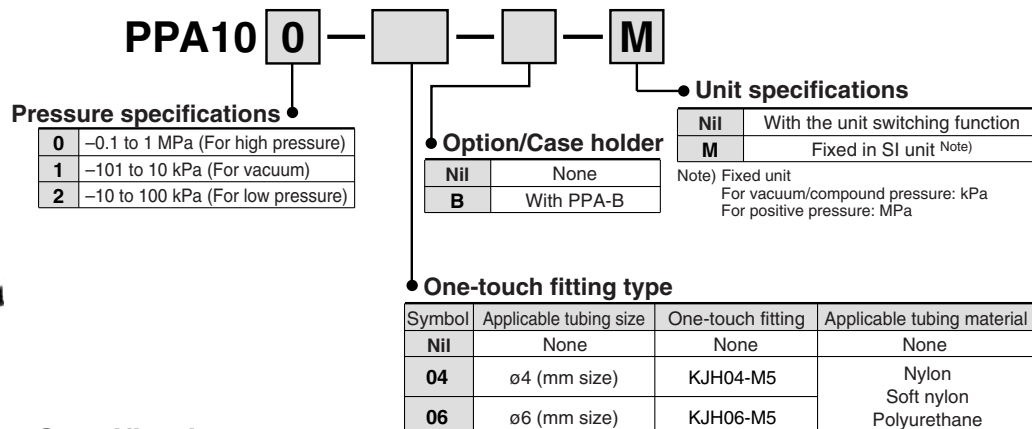 PPA10 0 — — — M
Pressure specifications
0 –0.1 to 1 MPa (For high pressure)
1 –101 to 10 kPa (For vacuum)
2 –10 to 100 kPa (For low pressure)
Option/Case holder
Nil None
B With PPA-B
Unit specifications
Nil With the unit switching function
M Fixed in SI unit Note)
Note) Fixed unit
For vacuum/compound pressure: kPa
For positive pressure: MPa
One-touch fitting type
Symbol Applicable tubing size One-touch fitting Applicable tubing material
Nil None None None
04 ø4 (mm size) KJH04-M5 Nylon
Soft nylon
06 ø6 (mm size) KJH06-M5 Polyurethane